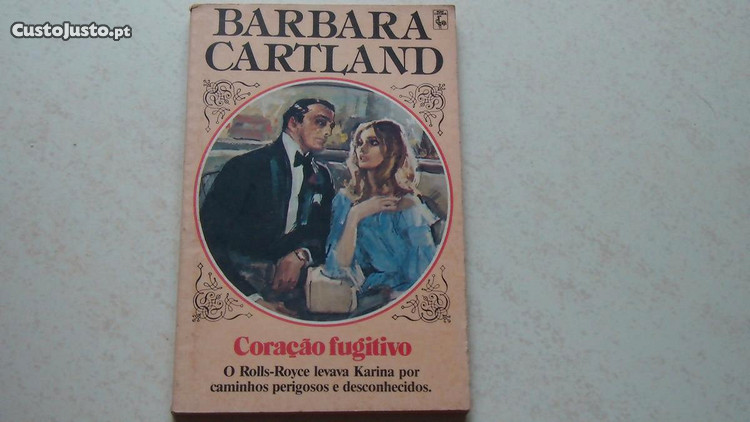 CustoJusto.pt
BARBARA
CARTLAND
Coração fugitivo
O Rolls-Royce levava Karina por
caminhos perigosos e desconhecidos.